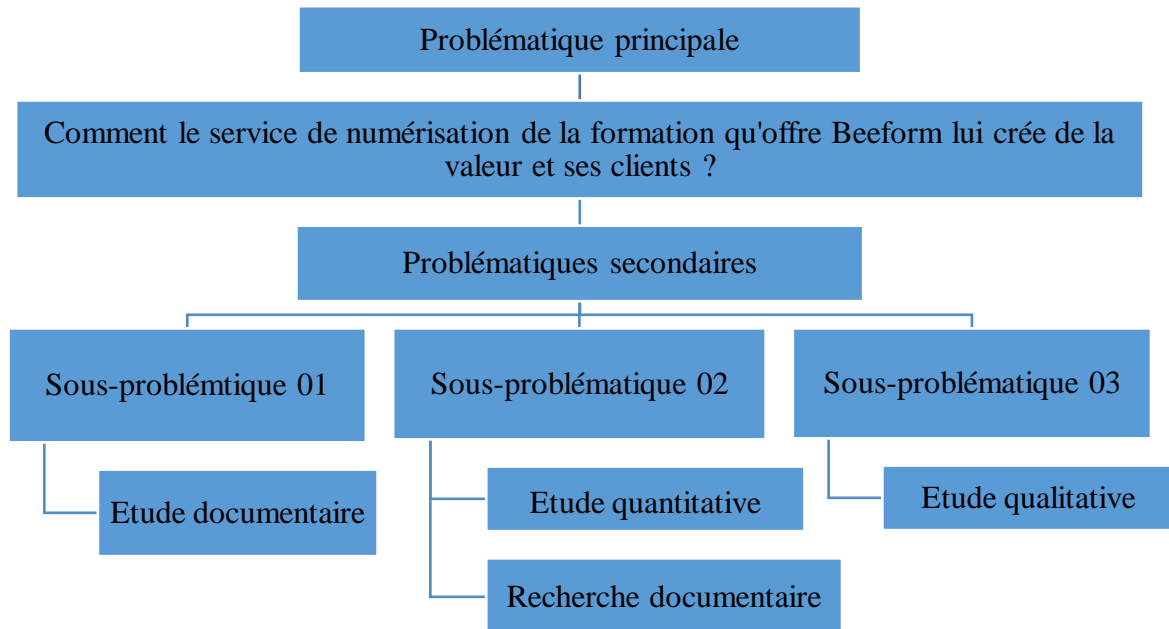 Problématique principale
Comment le service de numérisation de la formation qu'offre Beeform lui crée de la
valeur et ses clients ?
Problématiques secondaires
Sous-problémtique 01
Sous-problématique 02
Sous-problématique 03
Etude documentaire
Etude quantitative
Etude qualitative
Recherche documentaire